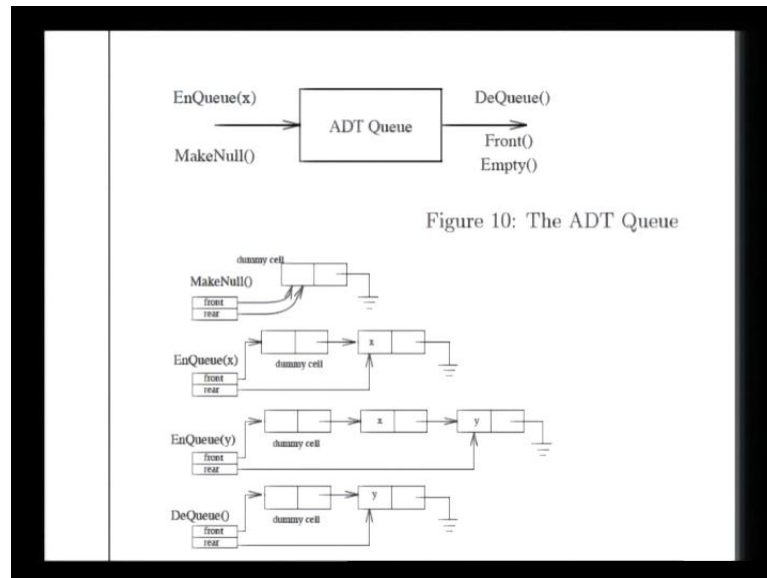 EnQueue(x)
DeQueue()
ADT Queue
MakeNull()
Front()
Empty()
Figure 10: The ADT Queue
dummy cell
MakeNull()
front
rear
x
EnQueue(x)
dummy cell
front
rear
x y
EnQueue(y)
dummy cell
front
rear
y
DeQueue()
dummy cell
front
rear